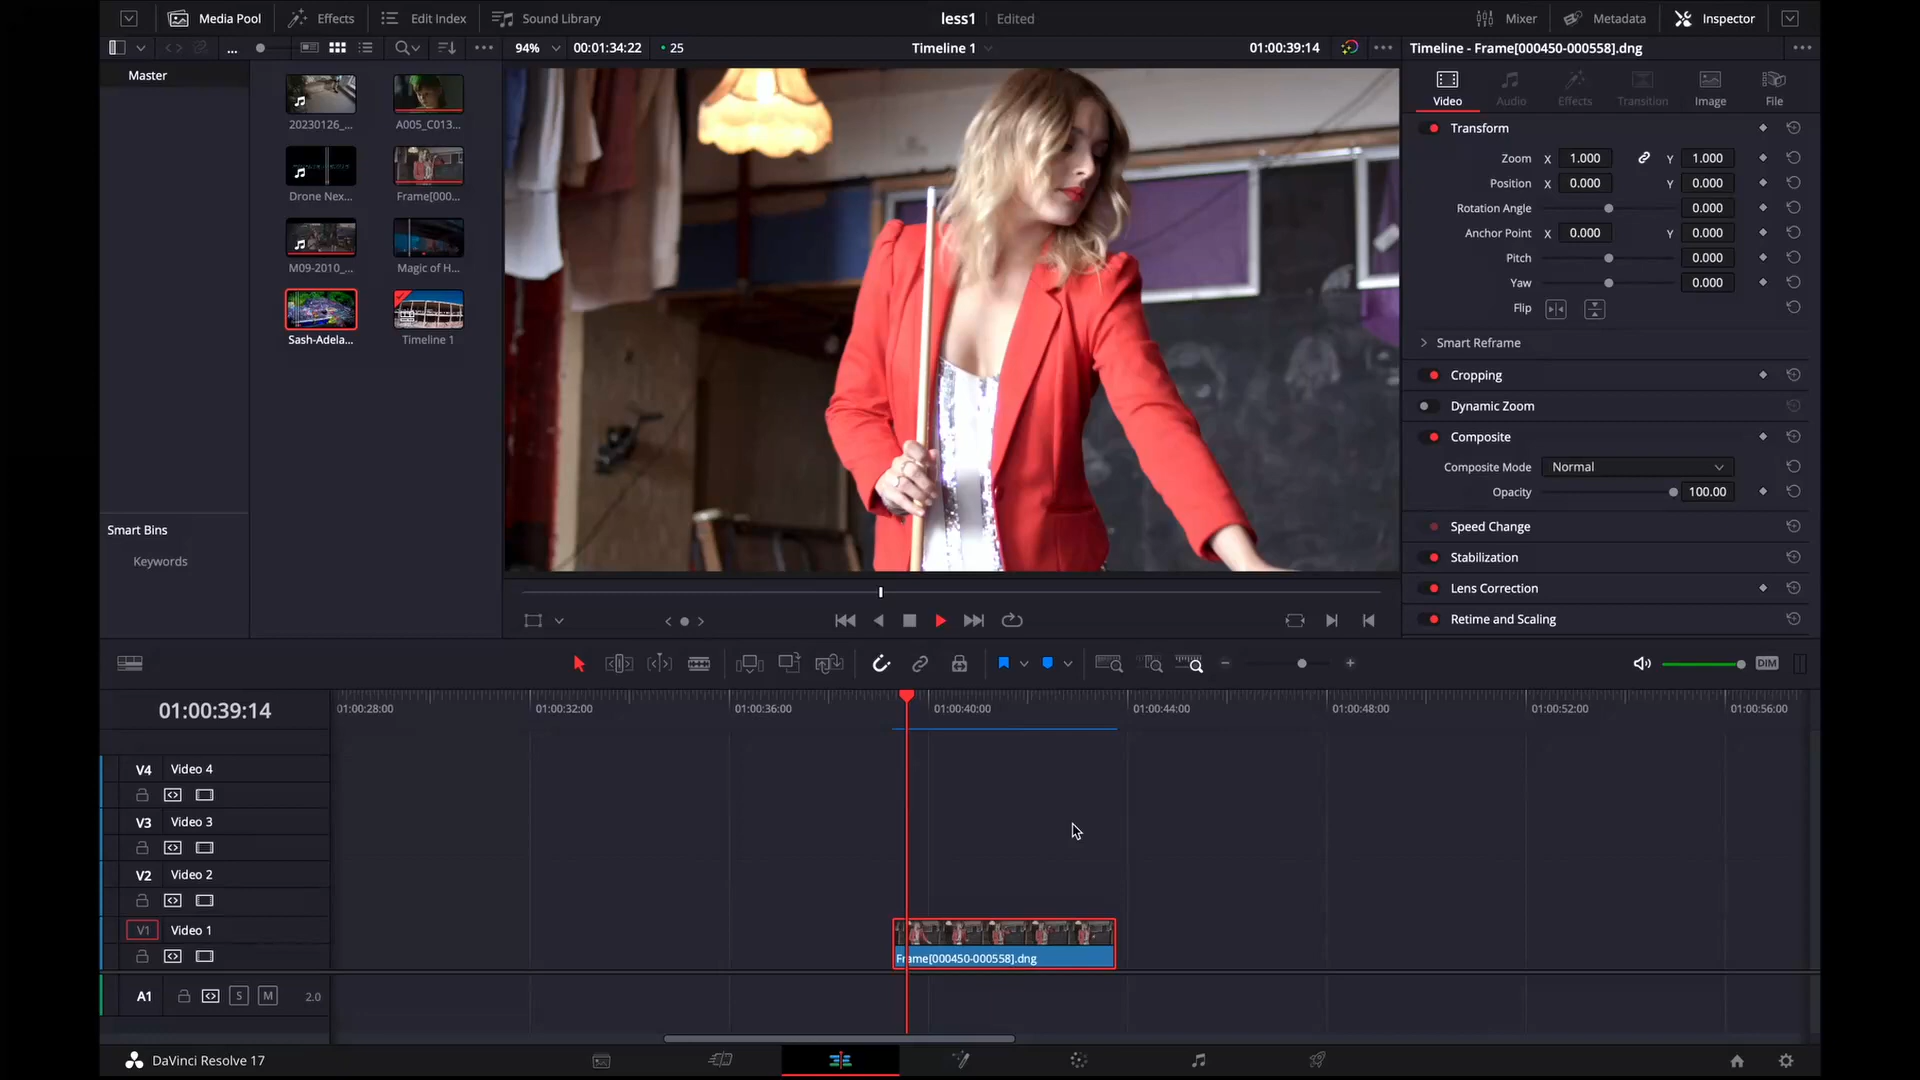 Media Pool
Effects
Edit Index
Sound Library
less1
Edited
Mixer
Metadata
Inspector
94%
00:01:34:22
25
Timeline 1
01:00:39:14
Timeline - Frame[000450-000558].dng
Master
20230126_...
A005_C013...
Drone Nex...
Frame[000...
M09-2010_...
Magic of H...
Sash-Adela...
Timeline 1
Smart Bins
Keywords
Video
Audio
Effects
Transition
Image
File
Transform
Zoom X 1.000 Y 1.000
Position X 0.000 Y 0.000
Rotation Angle 0.000
Anchor Point X 0.000 Y 0.000
Pitch 0.000
Yaw 0.000
Flip
Smart Reframe
Cropping
Dynamic Zoom
Composite
Composite Mode Normal
Opacity 100.00
Speed Change
Stabilization
Lens Correction
Retime and Scaling
DIM
01:00:39:14
01:00:28:00
01:00:32:00
01:00:36:00
01:00:40:00
01:00:44:00
01:00:48:00
01:00:52:00
01:00:56:00
V4 Video 4
V3 Video 3
V2 Video 2
V1 Video 1
Frame[000450-000558].dng
A1 S M 2.0
DaVinci Resolve 17